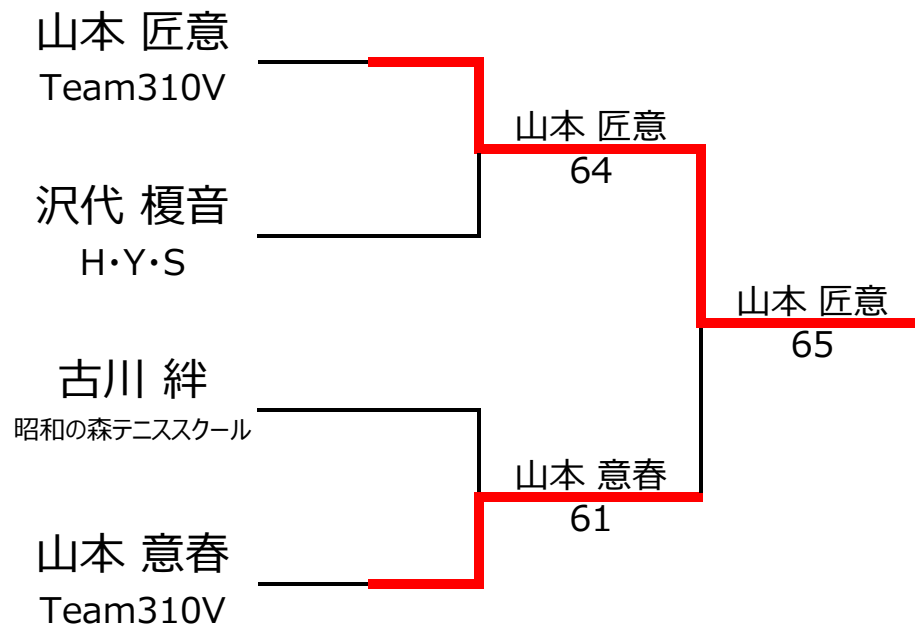 山本 匠意
Team310V
山本 匠意
64
沢代 榎音
H・Y・S
山本 匠意
65
古川 絆
昭和の森テニススクール
山本 意春
61
山本 意春
Team310V